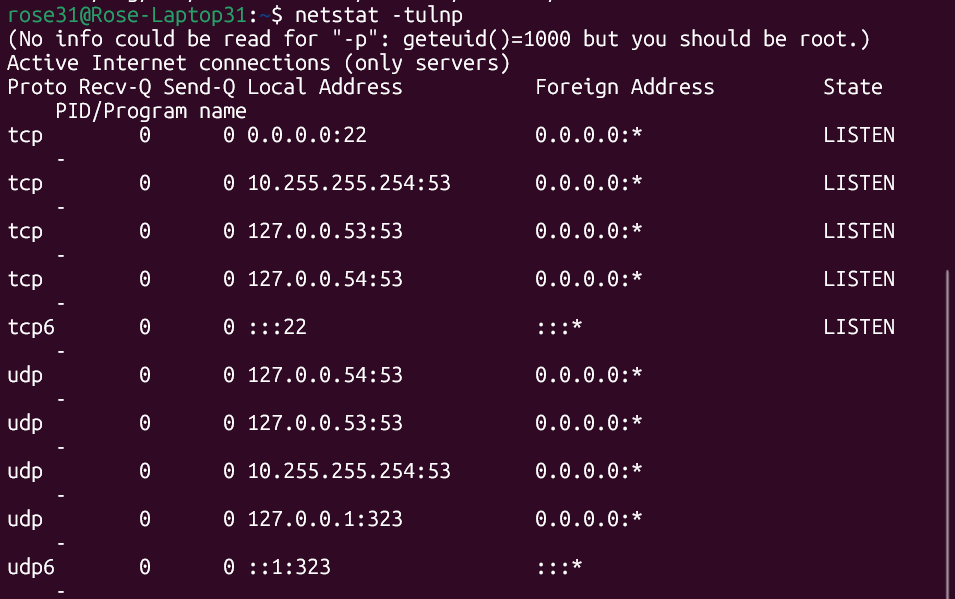 rose31@Rose-Laptop31:~$ netstat -tulnp
(No info could be read for "-p": geteuid()=1000 but you should be root.)
Active Internet connections (only servers)
Proto Recv-Q Send-Q Local Address           Foreign Address         State
    PID/Program name
tcp        0      0 0.0.0.0:22              0.0.0.0:*               LISTEN
    -
tcp        0      0 10.255.255.254:53       0.0.0.0:*               LISTEN
    -
tcp        0      0 127.0.0.53:53           0.0.0.0:*               LISTEN
    -
tcp        0      0 127.0.0.54:53           0.0.0.0:*               LISTEN
    -
tcp6       0      0 :::22                   :::*                    LISTEN
    -
udp        0      0 127.0.0.54:53           0.0.0.0:*
    -
udp        0      0 127.0.0.53:53           0.0.0.0:*
    -
udp        0      0 10.255.255.254:53       0.0.0.0:*
    -
udp        0      0 127.0.0.1:323           0.0.0.0:*
    -
udp6       0      0 ::1:323                 :::*
    -